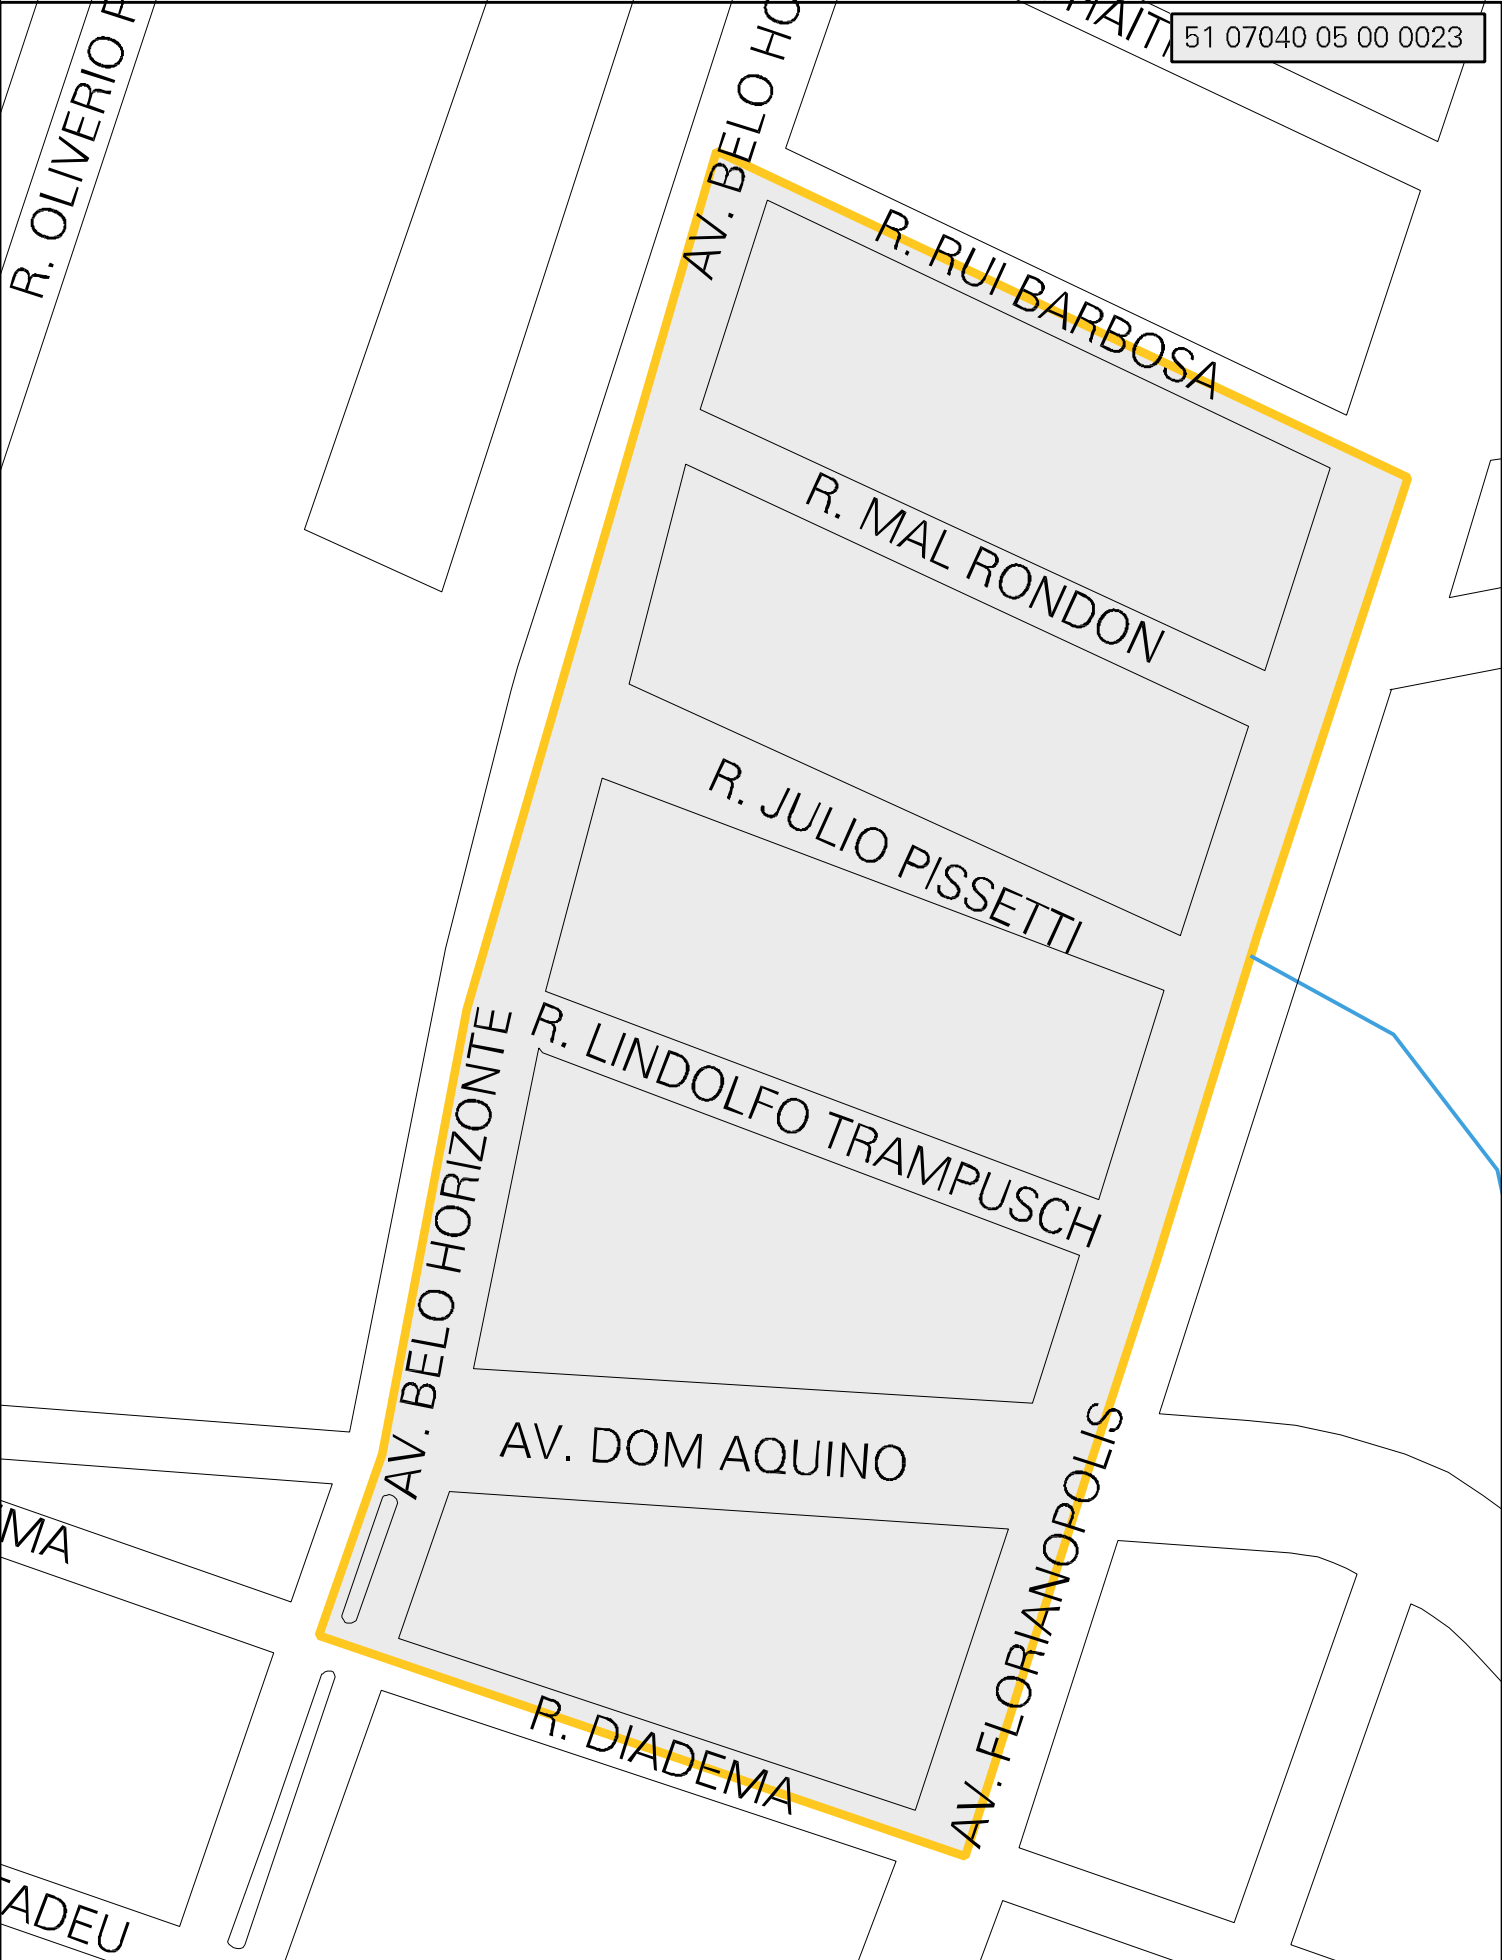 HAITI
51 07040 05 00 0023
R. OLIVERIO
AV. BELO HO
R. RUI BARBOSA
R. MAL RONDON
R. JULIO PISSETTI
R. LINDOLFO TRAMPUSCH
AV. BELO HORIZONTE
AV. DOM AQUINO
AV. FLORIANOPOLIS
MA
R. DIADEMA
TADEU